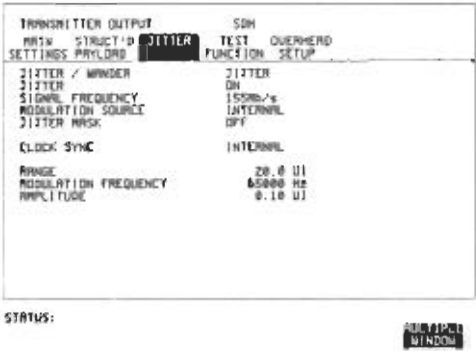 TRANSMITTER OUTPUT SDH
MAIN STRUCT'D JITTER TEST OVERHEAD
SETTINGS PAYLOAD FUNCTION SETUP
JITTER / WANDER JITTER
JITTER ON
SIGNAL FREQUENCY 155Mb/s
MODULATION SOURCE INTERNAL
JITTER MASK OFF
CLOCK SYNC INTERNAL
RANGE 20.0 UI
MODULATION FREQUENCY 65000 Hz
AMPLITUDE 0.10 UI
STATUS:
MULTIPLE
WINDOW